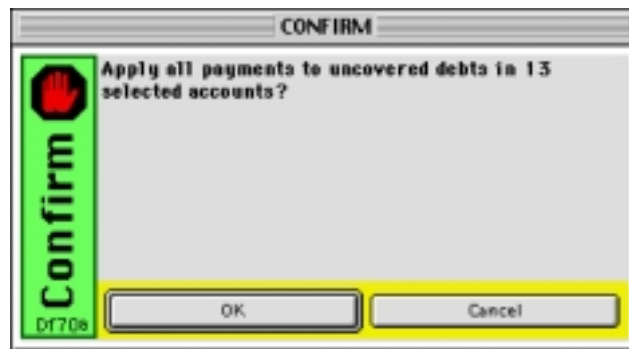 CONFIRM
Apply all payments to uncovered debts in 13
selected accounts?
Confirm
Df708
OK
Cancel